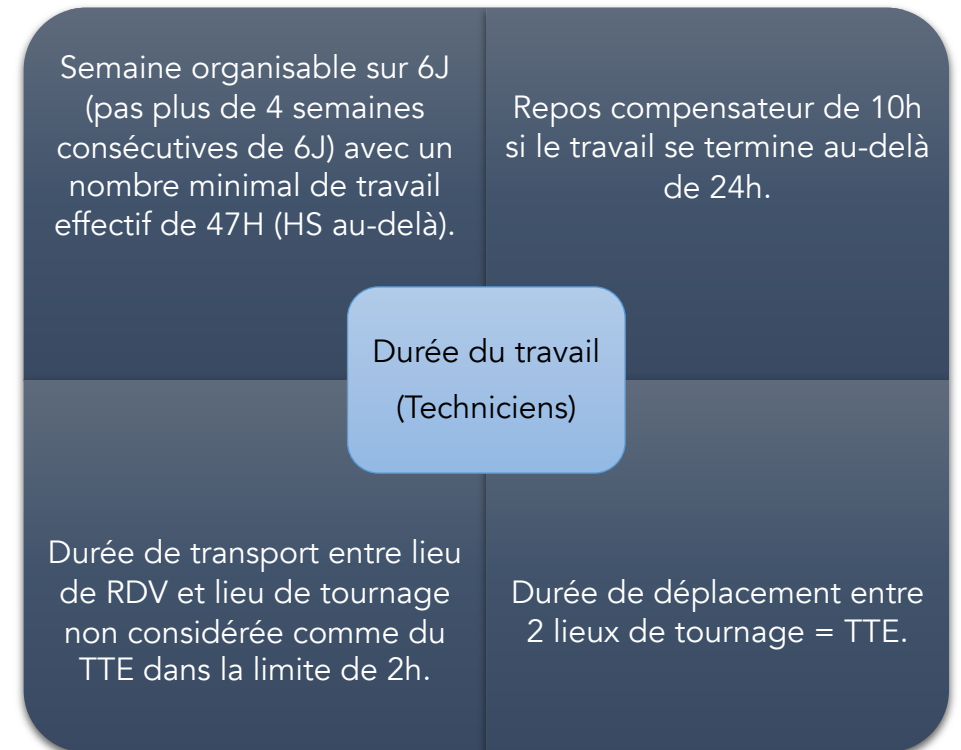 Semaine organisable sur 6J
(pas plus de 4 semaines
consécutives de 6J) avec un
nombre minimal de travail
effectif de 47H (HS au-delà).
Repos compensateur de 10h
si le travail se termine au-delà
de 24h.
Durée du travail
(Techniciens)
Durée de transport entre lieu
de RDV et lieu de tournage
non considérée comme du
TTE dans la limite de 2h.
Durée de déplacement entre
2 lieux de tournage = TTE.